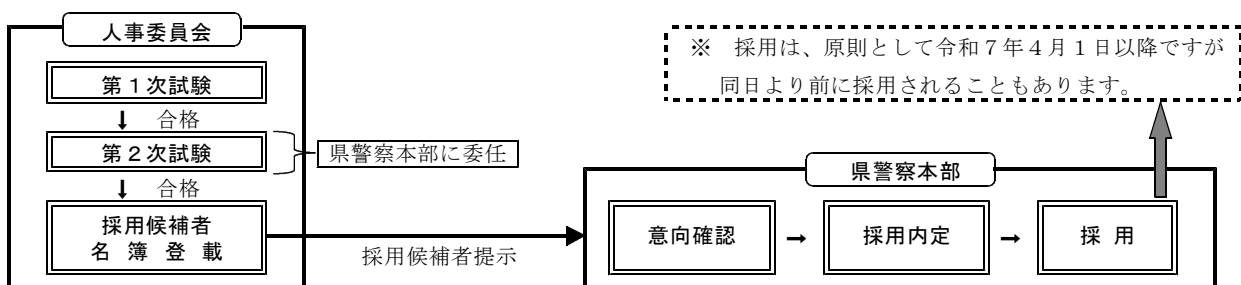 人事委員会
第１次試験
↓ 合格
第２次試験
県警察本部に委任
↓ 合格
採用候補者
名 簿 登 載
採用候補者提示
※　採用は、原則として令和７年４月１日以降ですが
同日より前に採用されることもあります。
県警察本部
意向確認 → 採用内定 → 採 用